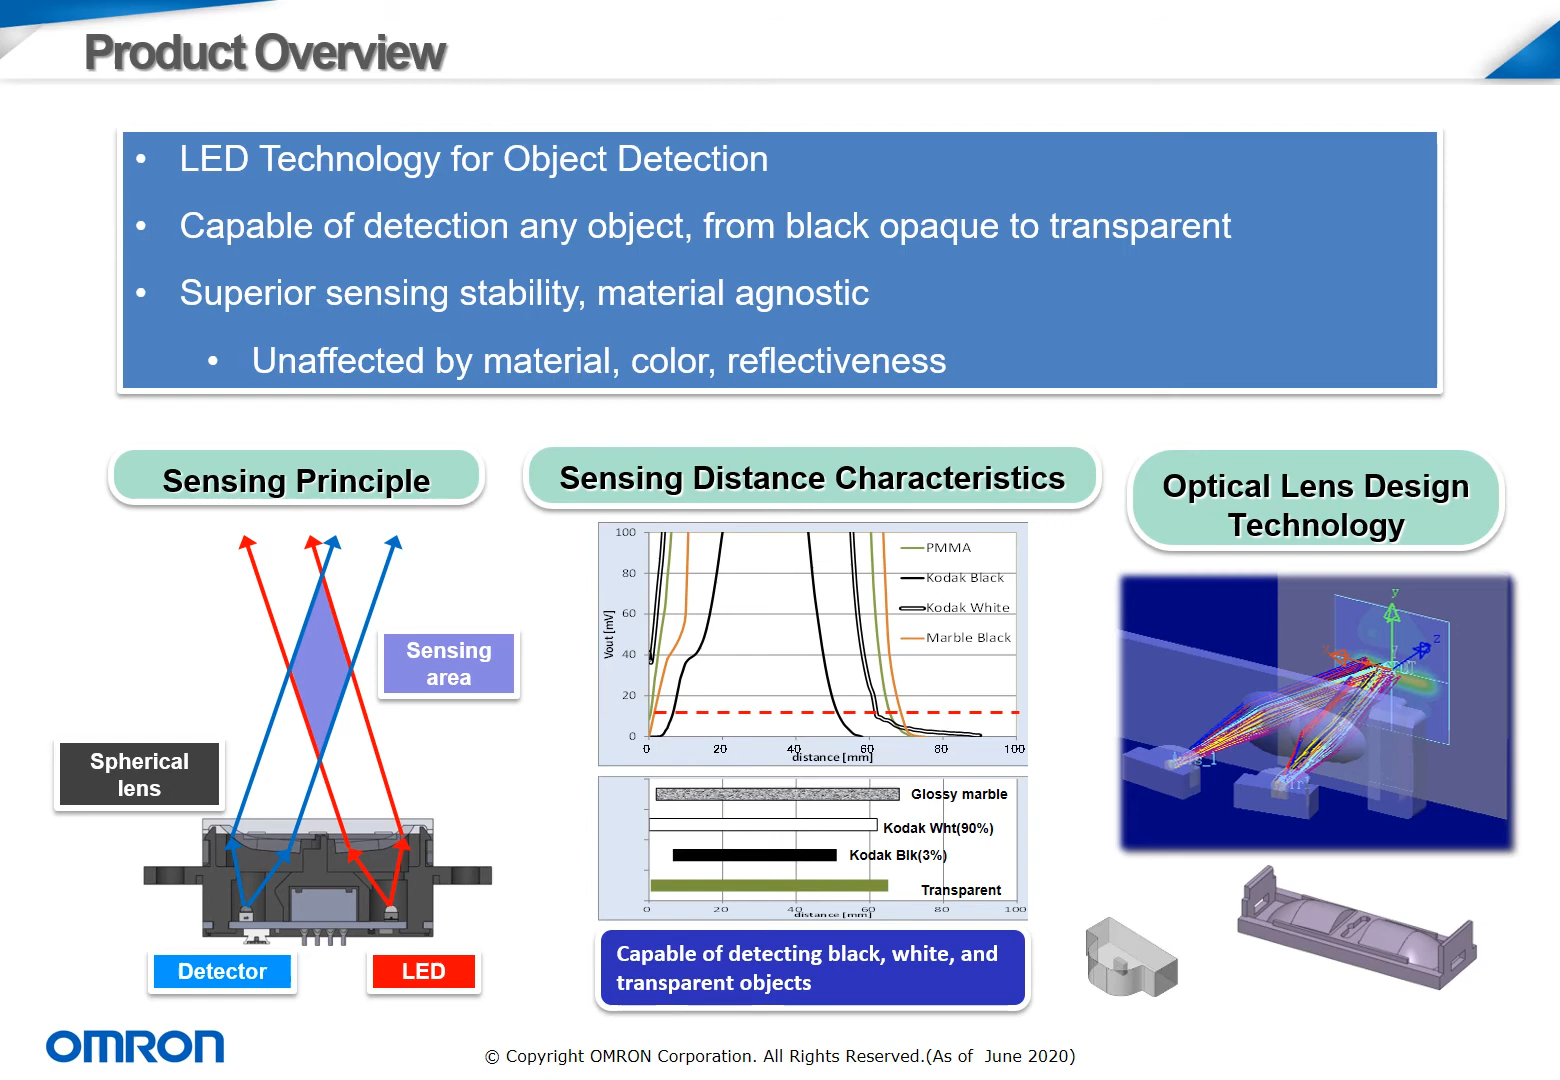 Product Overview
• LED Technology for Object Detection
• Capable of detection any object, from black opaque to transparent
• Superior sensing stability, material agnostic
• Unaffected by material, color, reflectiveness
Sensing Principle
Sensing
area
Spherical
lens
Detector
LED
Sensing Distance Characteristics
100
80
60
40
20
0
Vout [mV]
PMMA
Kodak Black
Kodak White
Marble Black
0 20 40 60 80 100
distance [mm]
Glossy marble
Kodak Wht(90%)
Kodak Blk(3%)
Transparent
0 20 40 60 80 100
distance [mm]
Capable of detecting black, white, and
transparent objects
Optical Lens Design
Technology
y
z
OMRON
© Copyright OMRON Corporation. All Rights Reserved.(As of June 2020)